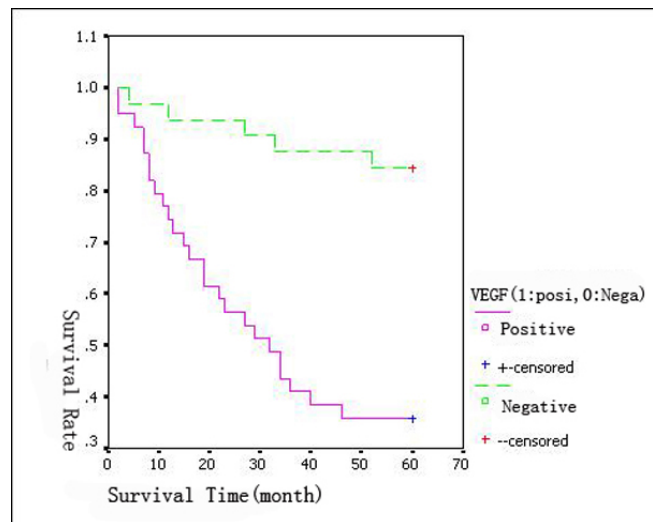 1.1
1.0
.9
.8
.7
.6
.5
.4
.3
Survival Rate
0 10 20 30 40 50 60 70
Survival Time(month)
VEGF(1:posi,0:Nega)
Positive
+-censored
Negative
--censored